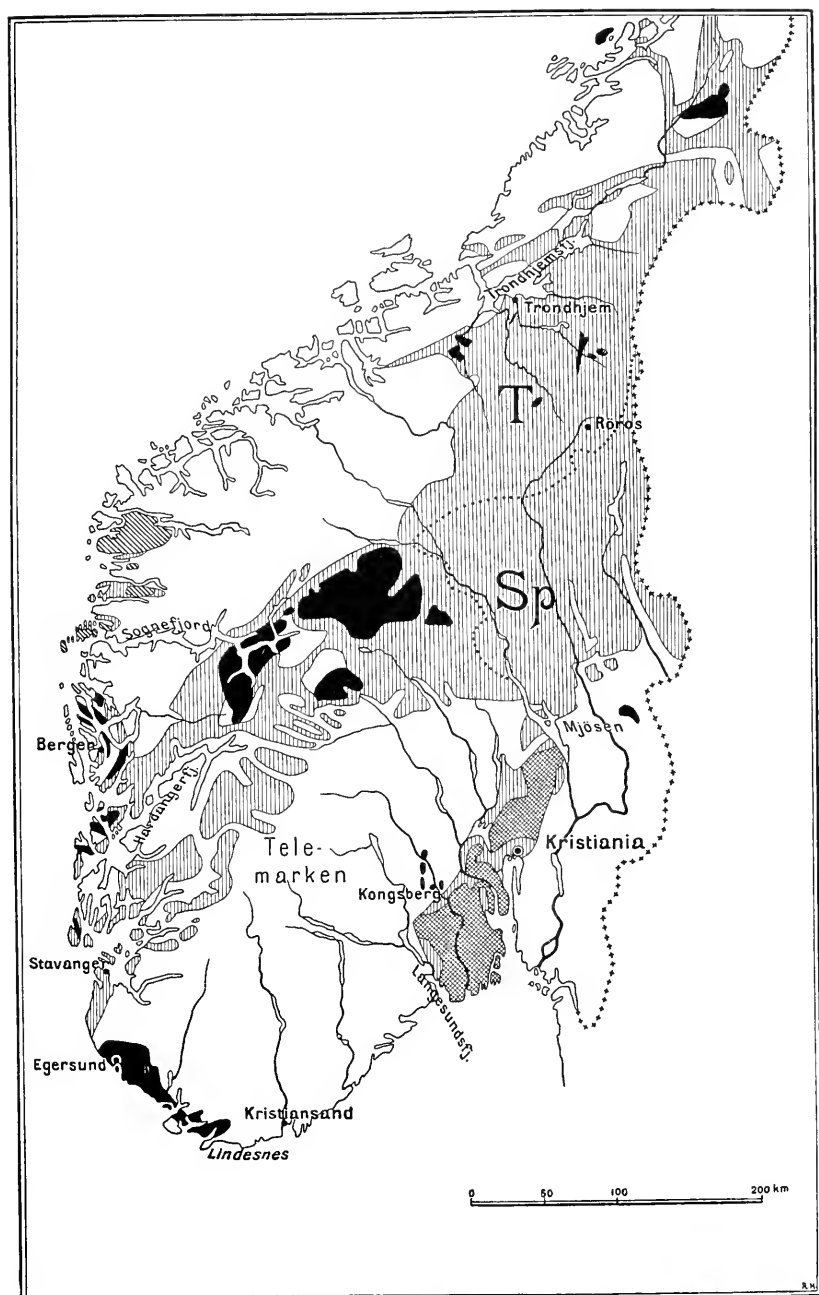 Trondhjemsfj.
Trondhjem
T
Röros
Sp
Sognefjord
Mjösen
Bergen
Hardangerfj.
Tele-
marken
Kristiania
Kongsberg
Stavanger
Langesundsfj.
Egersund
Kristiansand
Lindesnes
0 50 100 200 km
R.H.